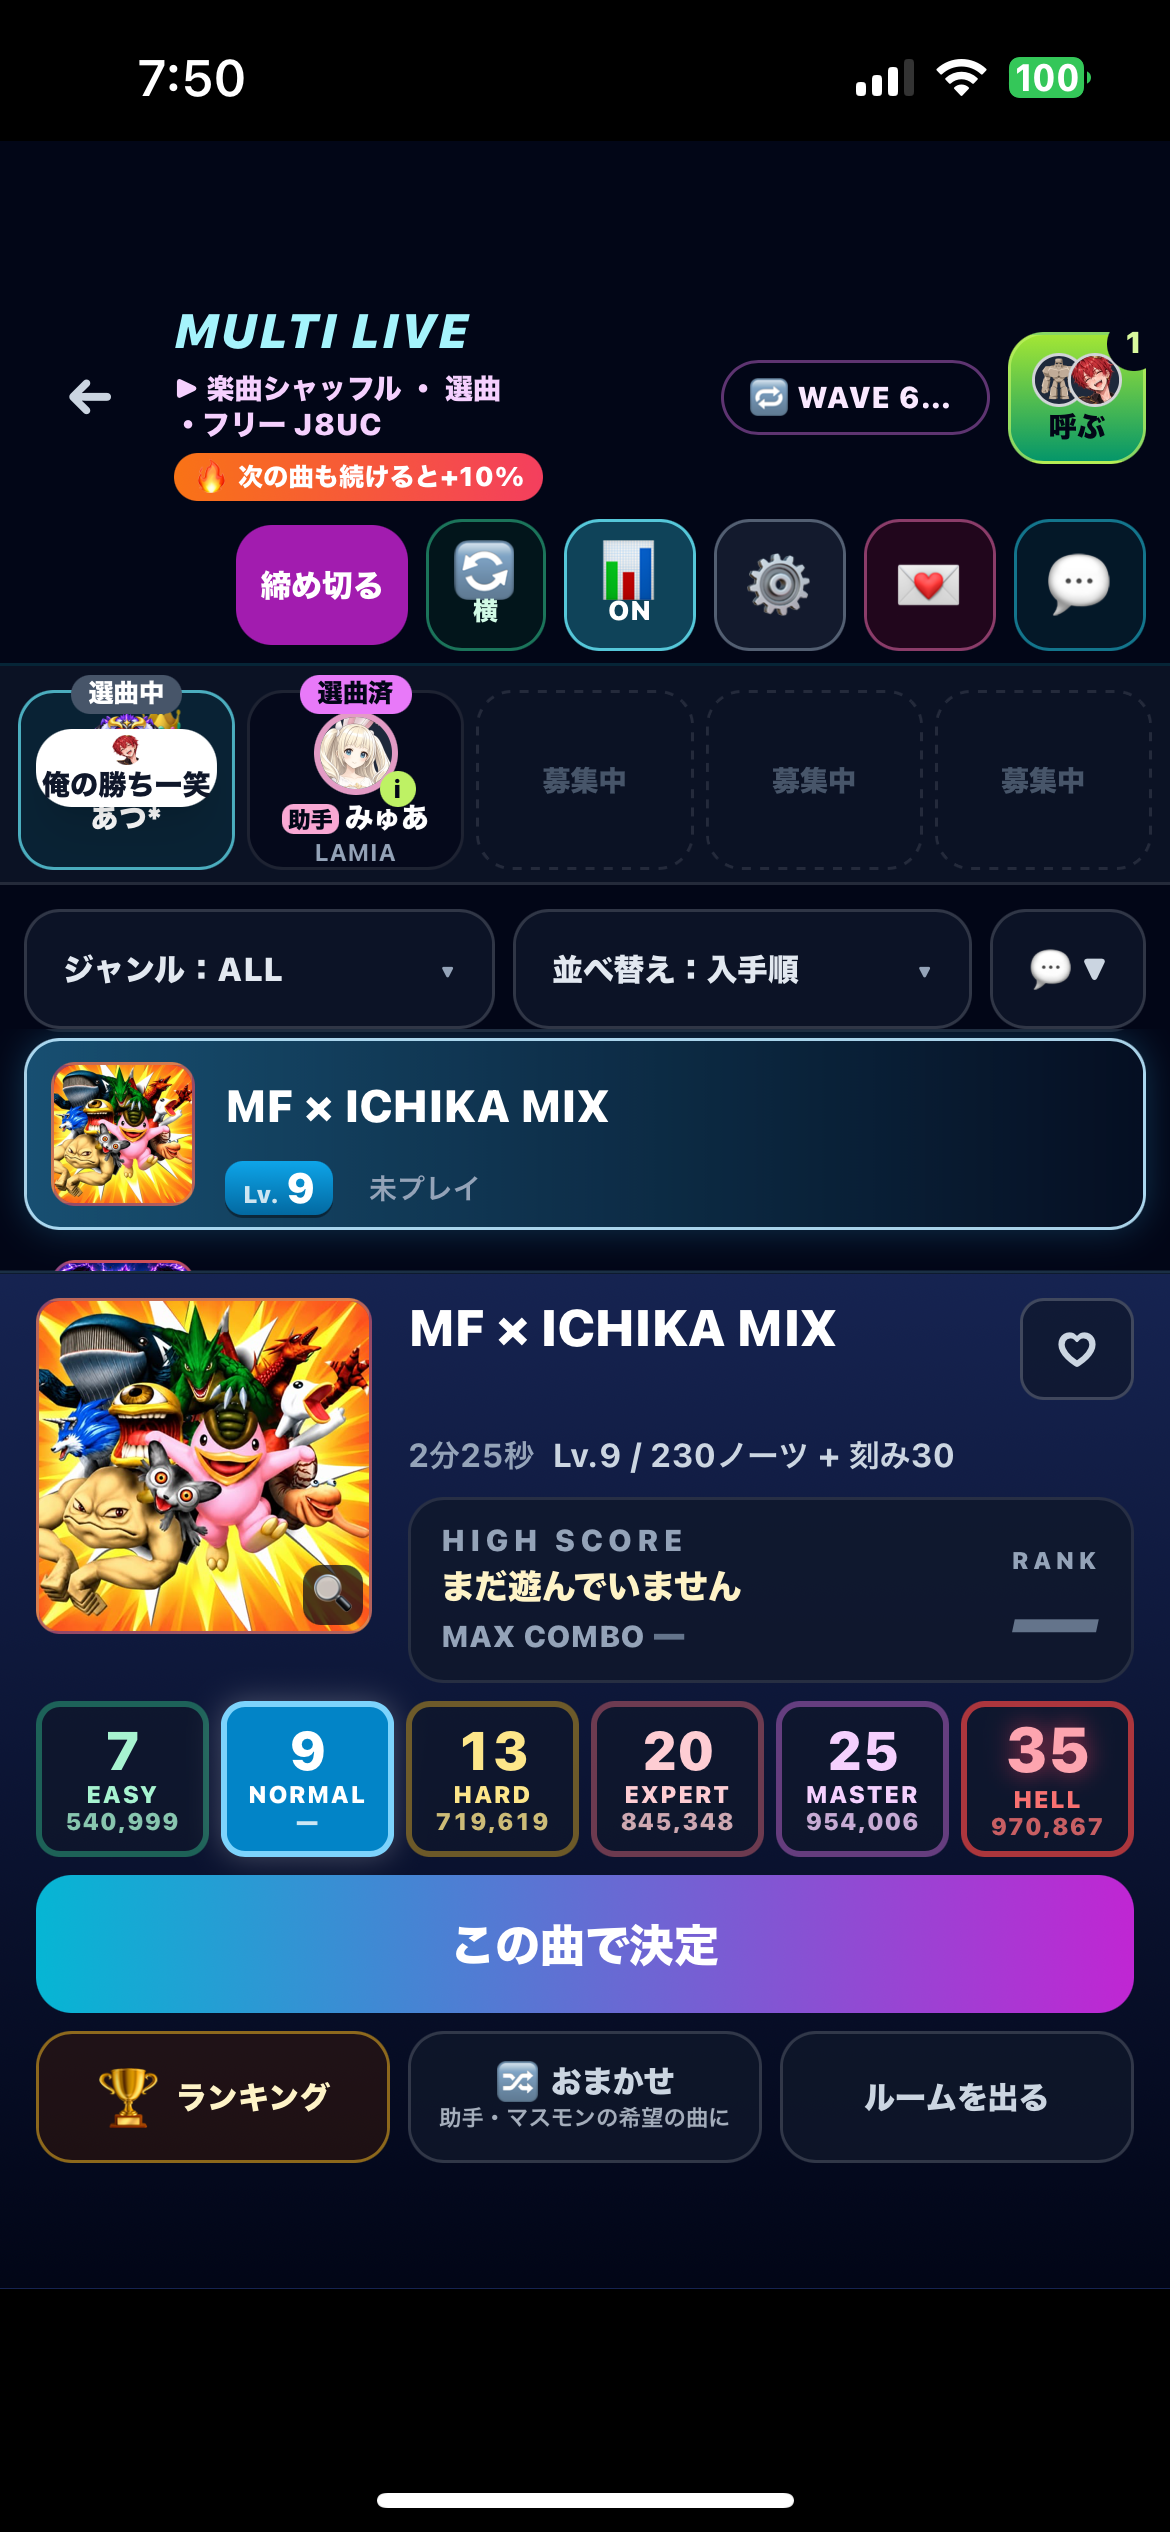 7:50
100
MULTI LIVE
▶ 楽曲シャッフル ・ 選曲
・フリー J8UC
WAVE 6...
1
呼ぶ
次の曲も続けると+10%
締め切る
横
ON
選曲中
俺の勝ちー笑
あつ*
選曲済
i
助手 みゅあ
LAMIA
募集中
募集中
募集中
ジャンル：ALL ▼
並べ替え：入手順 ▼
▼
MF × ICHIKA MIX
Lv. 9 未プレイ
MF × ICHIKA MIX
2分25秒 Lv.9 / 230ノーツ + 刻み30
HIGH SCORE
まだ遊んでいません
MAX COMBO —
RANK
—
7
EASY
540,999
9
NORMAL
—
13
HARD
719,619
20
EXPERT
845,348
25
MASTER
954,006
35
HELL
970,867
この曲で決定
ランキング
おまかせ
助手・マスモンの希望の曲に
ルームを出る